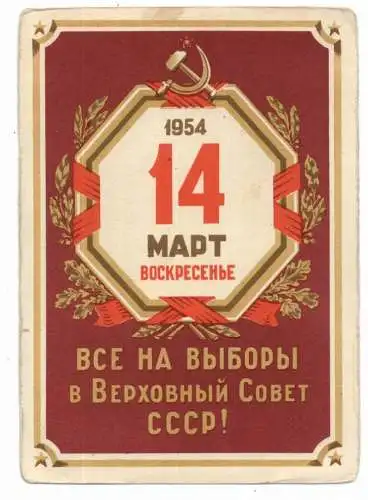 1954
14
МАРТ
ВОСКРЕСЕНЬЕ
ВСЕ НА ВЫБОРЫ
в Верховный Совет
СССР!